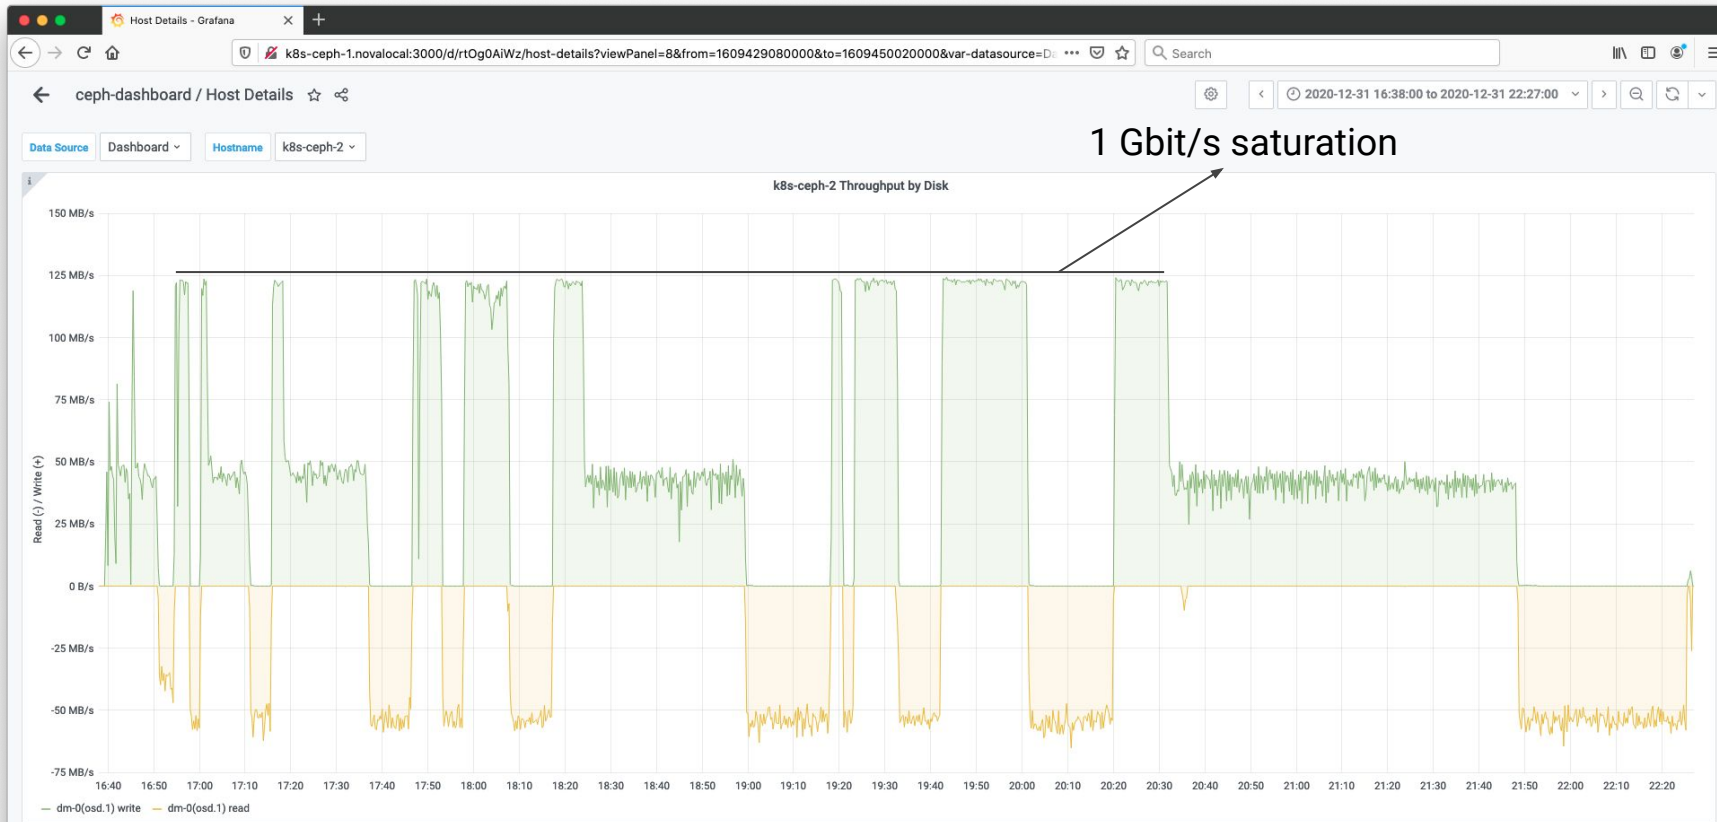 Host Details - Grafana
k8s-ceph-1.novalocal:3000/d/rtOg0AiWz/host-details?viewPanel=8&from=1609429080000&to=1609450020000&var-datasource=Da
Search
ceph-dashboard / Host Details
2020-12-31 16:38:00 to 2020-12-31 22:27:00
1 Gbit/s saturation
Data Source Dashboard Hostname k8s-ceph-2
i
k8s-ceph-2 Throughput by Disk
150 MB/s
125 MB/s
100 MB/s
75 MB/s
50 MB/s
25 MB/s
0 B/s
-25 MB/s
-50 MB/s
-75 MB/s
Read (-) / Write (+)
16:40 16:50 17:00 17:10 17:20 17:30 17:40 17:50 18:00 18:10 18:20 18:30 18:40 18:50 19:00 19:10 19:20 19:30 19:40 19:50 20:00 20:10 20:20 20:30 20:40 20:50 21:00 21:10 21:20 21:30 21:40 21:50 22:00 22:10 22:20
dm-0(osd.1) write dm-0(osd.1) read